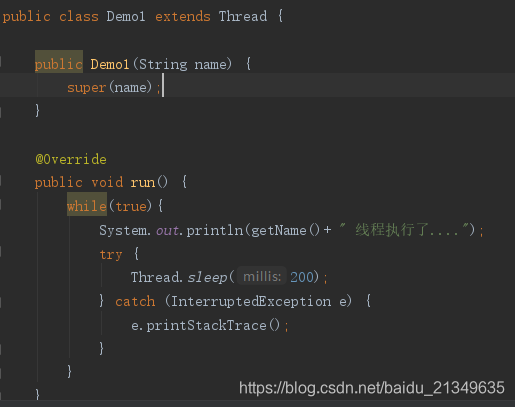 public class Demo1 extends Thread {
public Demo1(String name) {
super(name);
}
@Override
public void run() {
while(true){
System.out.println(getName()+ " 线程执行了....");
try {
Thread.sleep( millis: 200);
} catch (InterruptedException e) {
e.printStackTrace();
}
}
}
https://blog.csdn.net/baidu_21349635